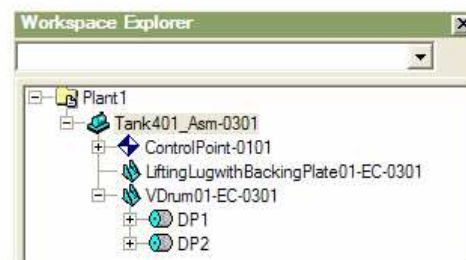 Workspace Explorer
Plant1
Tank401_Asm-0301
ControlPoint-0101
LiftingLugwithBackingPlate01-EC-0301
VDrum01-EC-0301
DP1
DP2